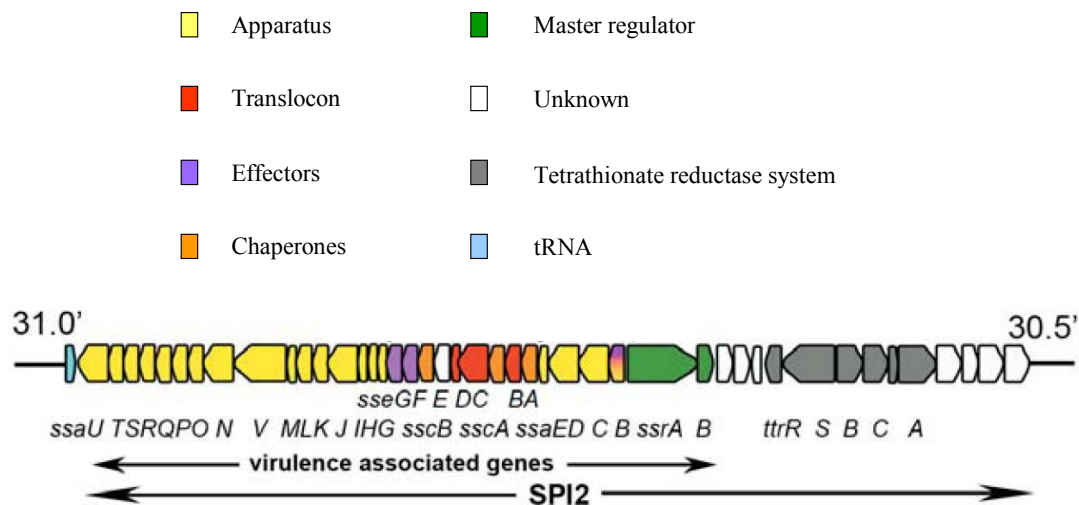 Apparatus Master regulator
Translocon Unknown
Effectors Tetrathionate reductase system
Chaperones tRNA
31.0’ 30.5’
sseGF E DC BA
ssaU TSRQPO N V MLK J IHG sscB sscA ssaED C B ssrA B ttrR S B C A
virulence associated genes
SPI2